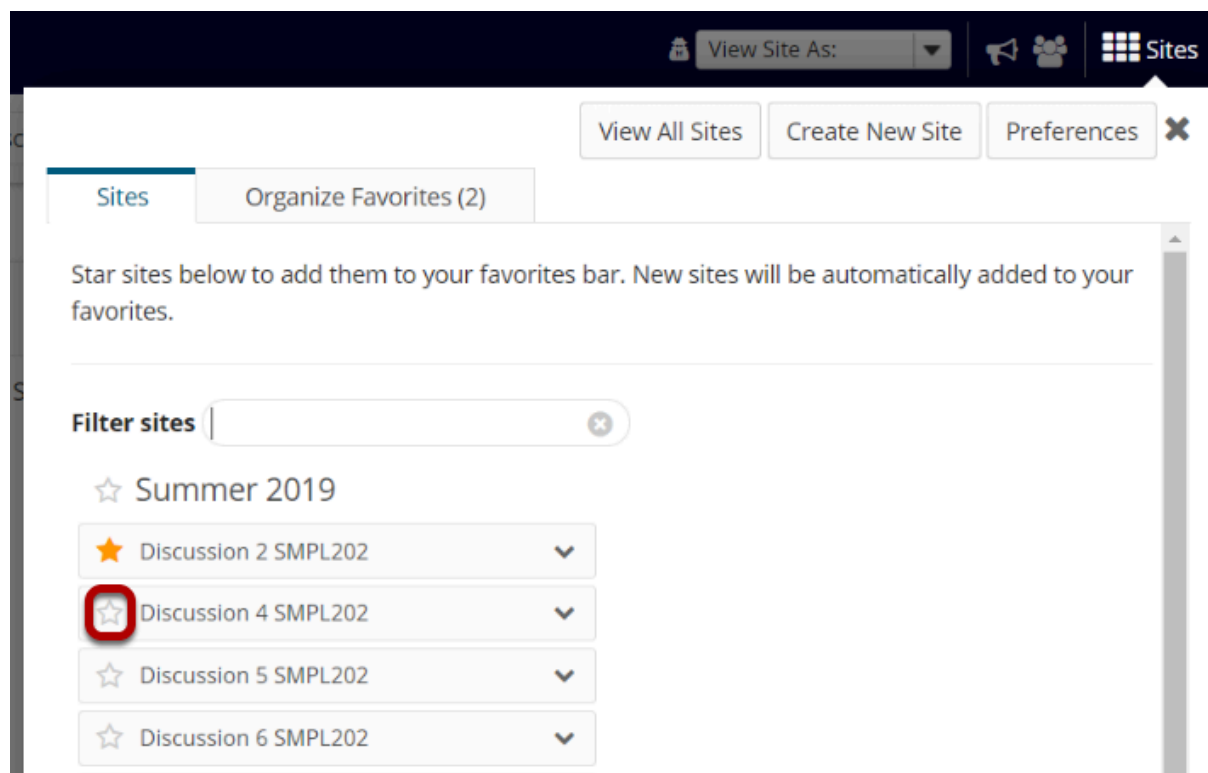 View Site As:
Sites
View All Sites
Create New Site
Preferences
Sites
Organize Favorites (2)
Star sites below to add them to your favorites bar. New sites will be automatically added to your
favorites.
Filter sites
Summer 2019
Discussion 2 SMPL202
Discussion 4 SMPL202
Discussion 5 SMPL202
Discussion 6 SMPL202